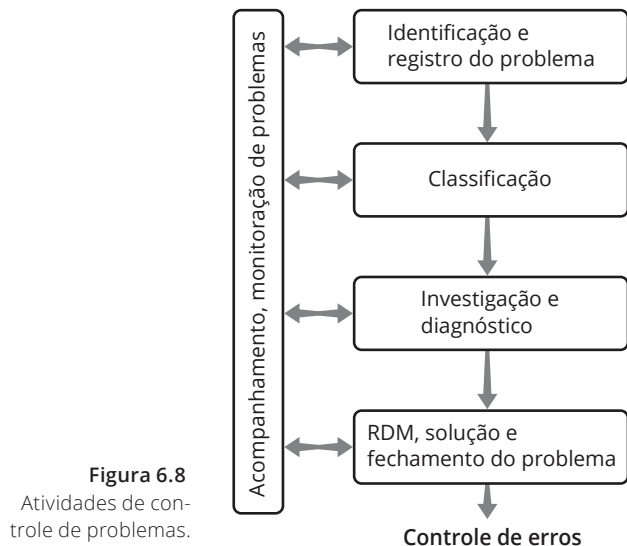 Acompanhamento, monitoração de problemas
Identificação e
registro do problema
Classificação
Investigação e
diagnóstico
RDM, solução e
fechamento do problema
Controle de erros
Figura 6.8
Atividades de con-
trole de problemas.